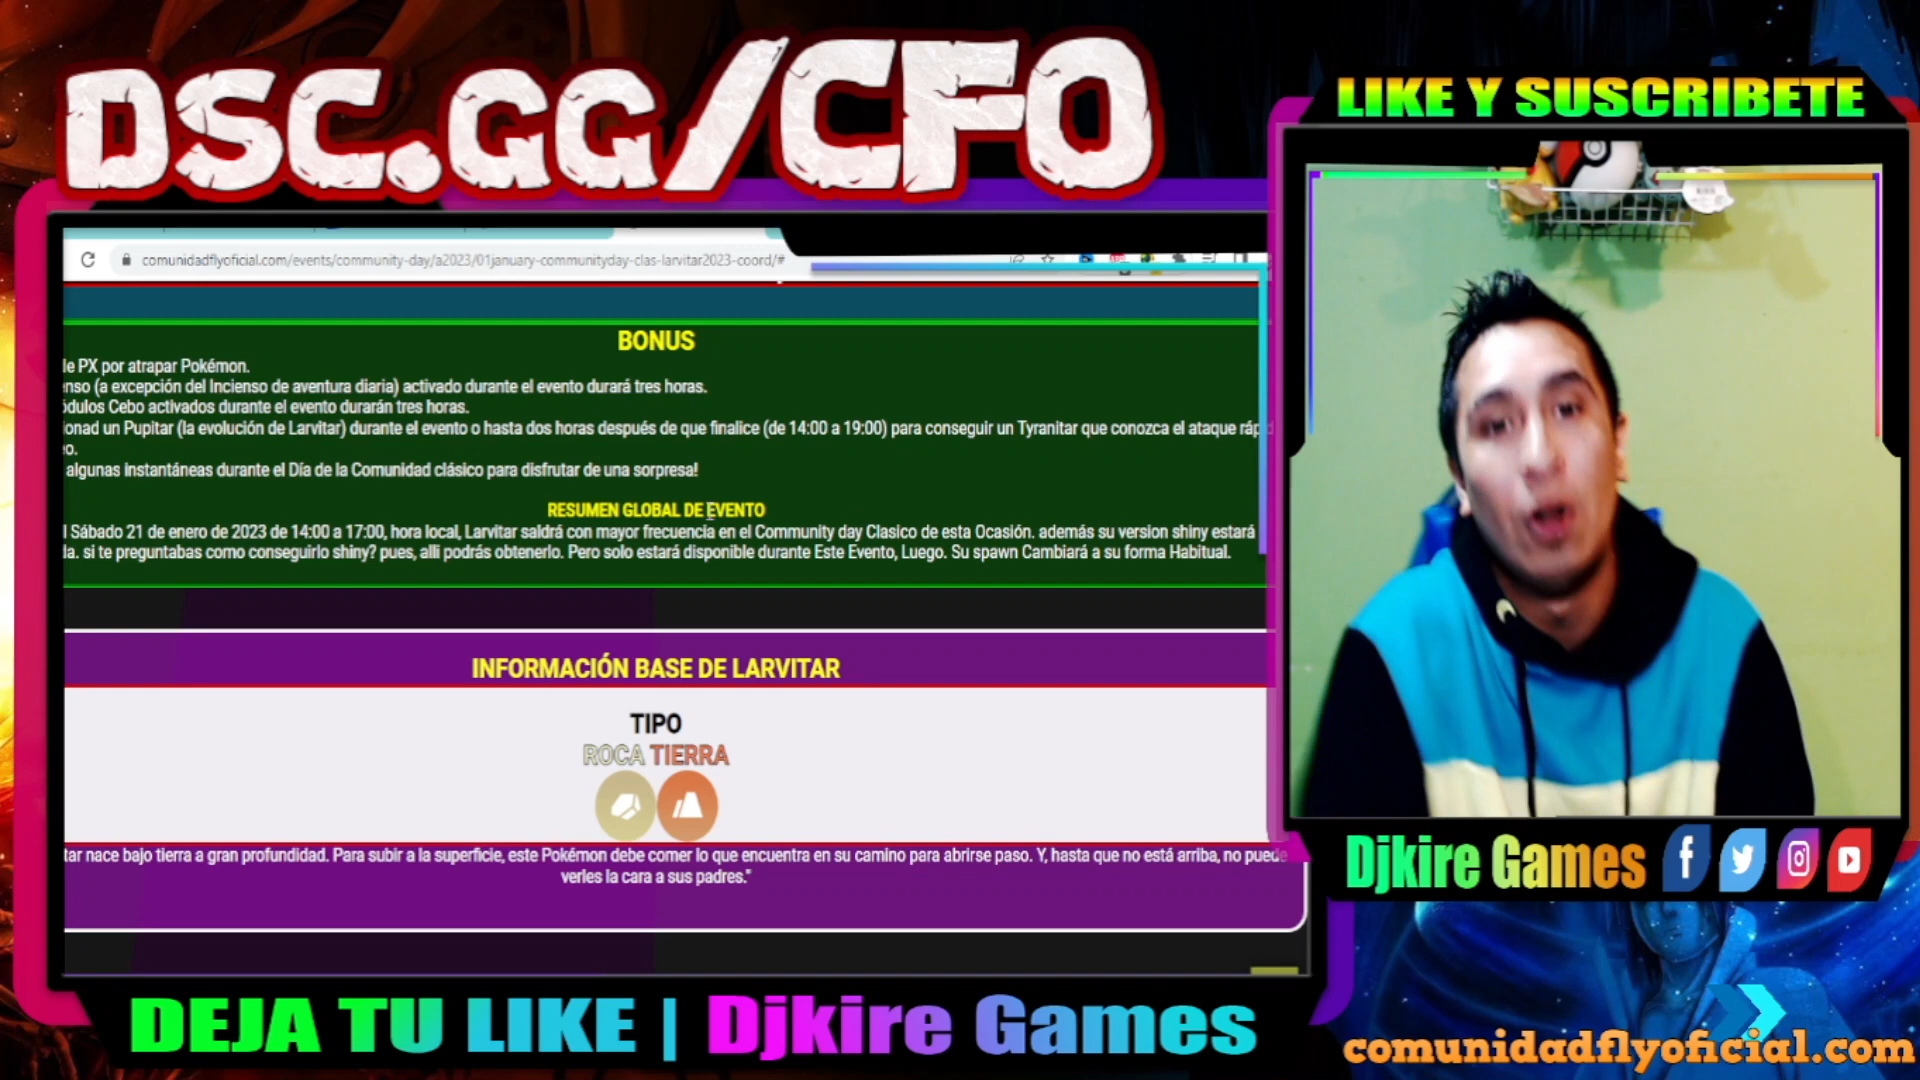 DSC.GG/CFO
LIKE Y SUSCRIBETE
comunidadflyoficial.com/events/community-day/a2023/01january-communityday-clas-larvitar2023-coord/#
BONUS
PX por atrapar Pokémon.
(a excepción del Incienso de aventura diaria) activado durante el evento durará tres horas.
Cebo activados durante el evento durarán tres horas.
un Pupitar (la evolución de Larvitar) durante el evento o hasta dos horas después de que finalice (de 14:00 a 19:00) para conseguir un Tyranitar que conozca el ataque
algunas instantáneas durante el Día de la Comunidad clásico para disfrutar de una sorpresa!
RESUMEN GLOBAL DE EVENTO
Sábado 21 de enero de 2023 de 14:00 a 17:00, hora local, Larvitar saldrá con mayor frecuencia en el Community day Clasico de esta Ocasión. además su version shiny estará
si te preguntabas como conseguirlo shiny? pues, alli podrás obtenerlo. Pero solo estará disponible durante Este Evento, Luego. Su spawn Cambiará a su forma Habitual.
INFORMACIÓN BASE DE LARVITAR
TIPO
ROCA TIERRA
nace bajo tierra a gran profundidad. Para subir a la superficie, este Pokémon debe comer lo que encuentra en su camino para abrirse paso. Y, hasta que no está arriba, no puede
verles la cara a sus padres."
Djkire Games
DEJA TU LIKE | Djkire Games
comunidadflyoficial.com